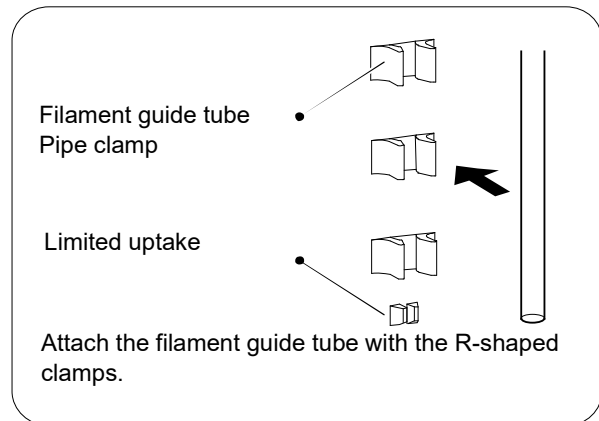 Filament guide tube
Pipe clamp
Limited uptake
Attach the filament guide tube with the R-shaped
clamps.